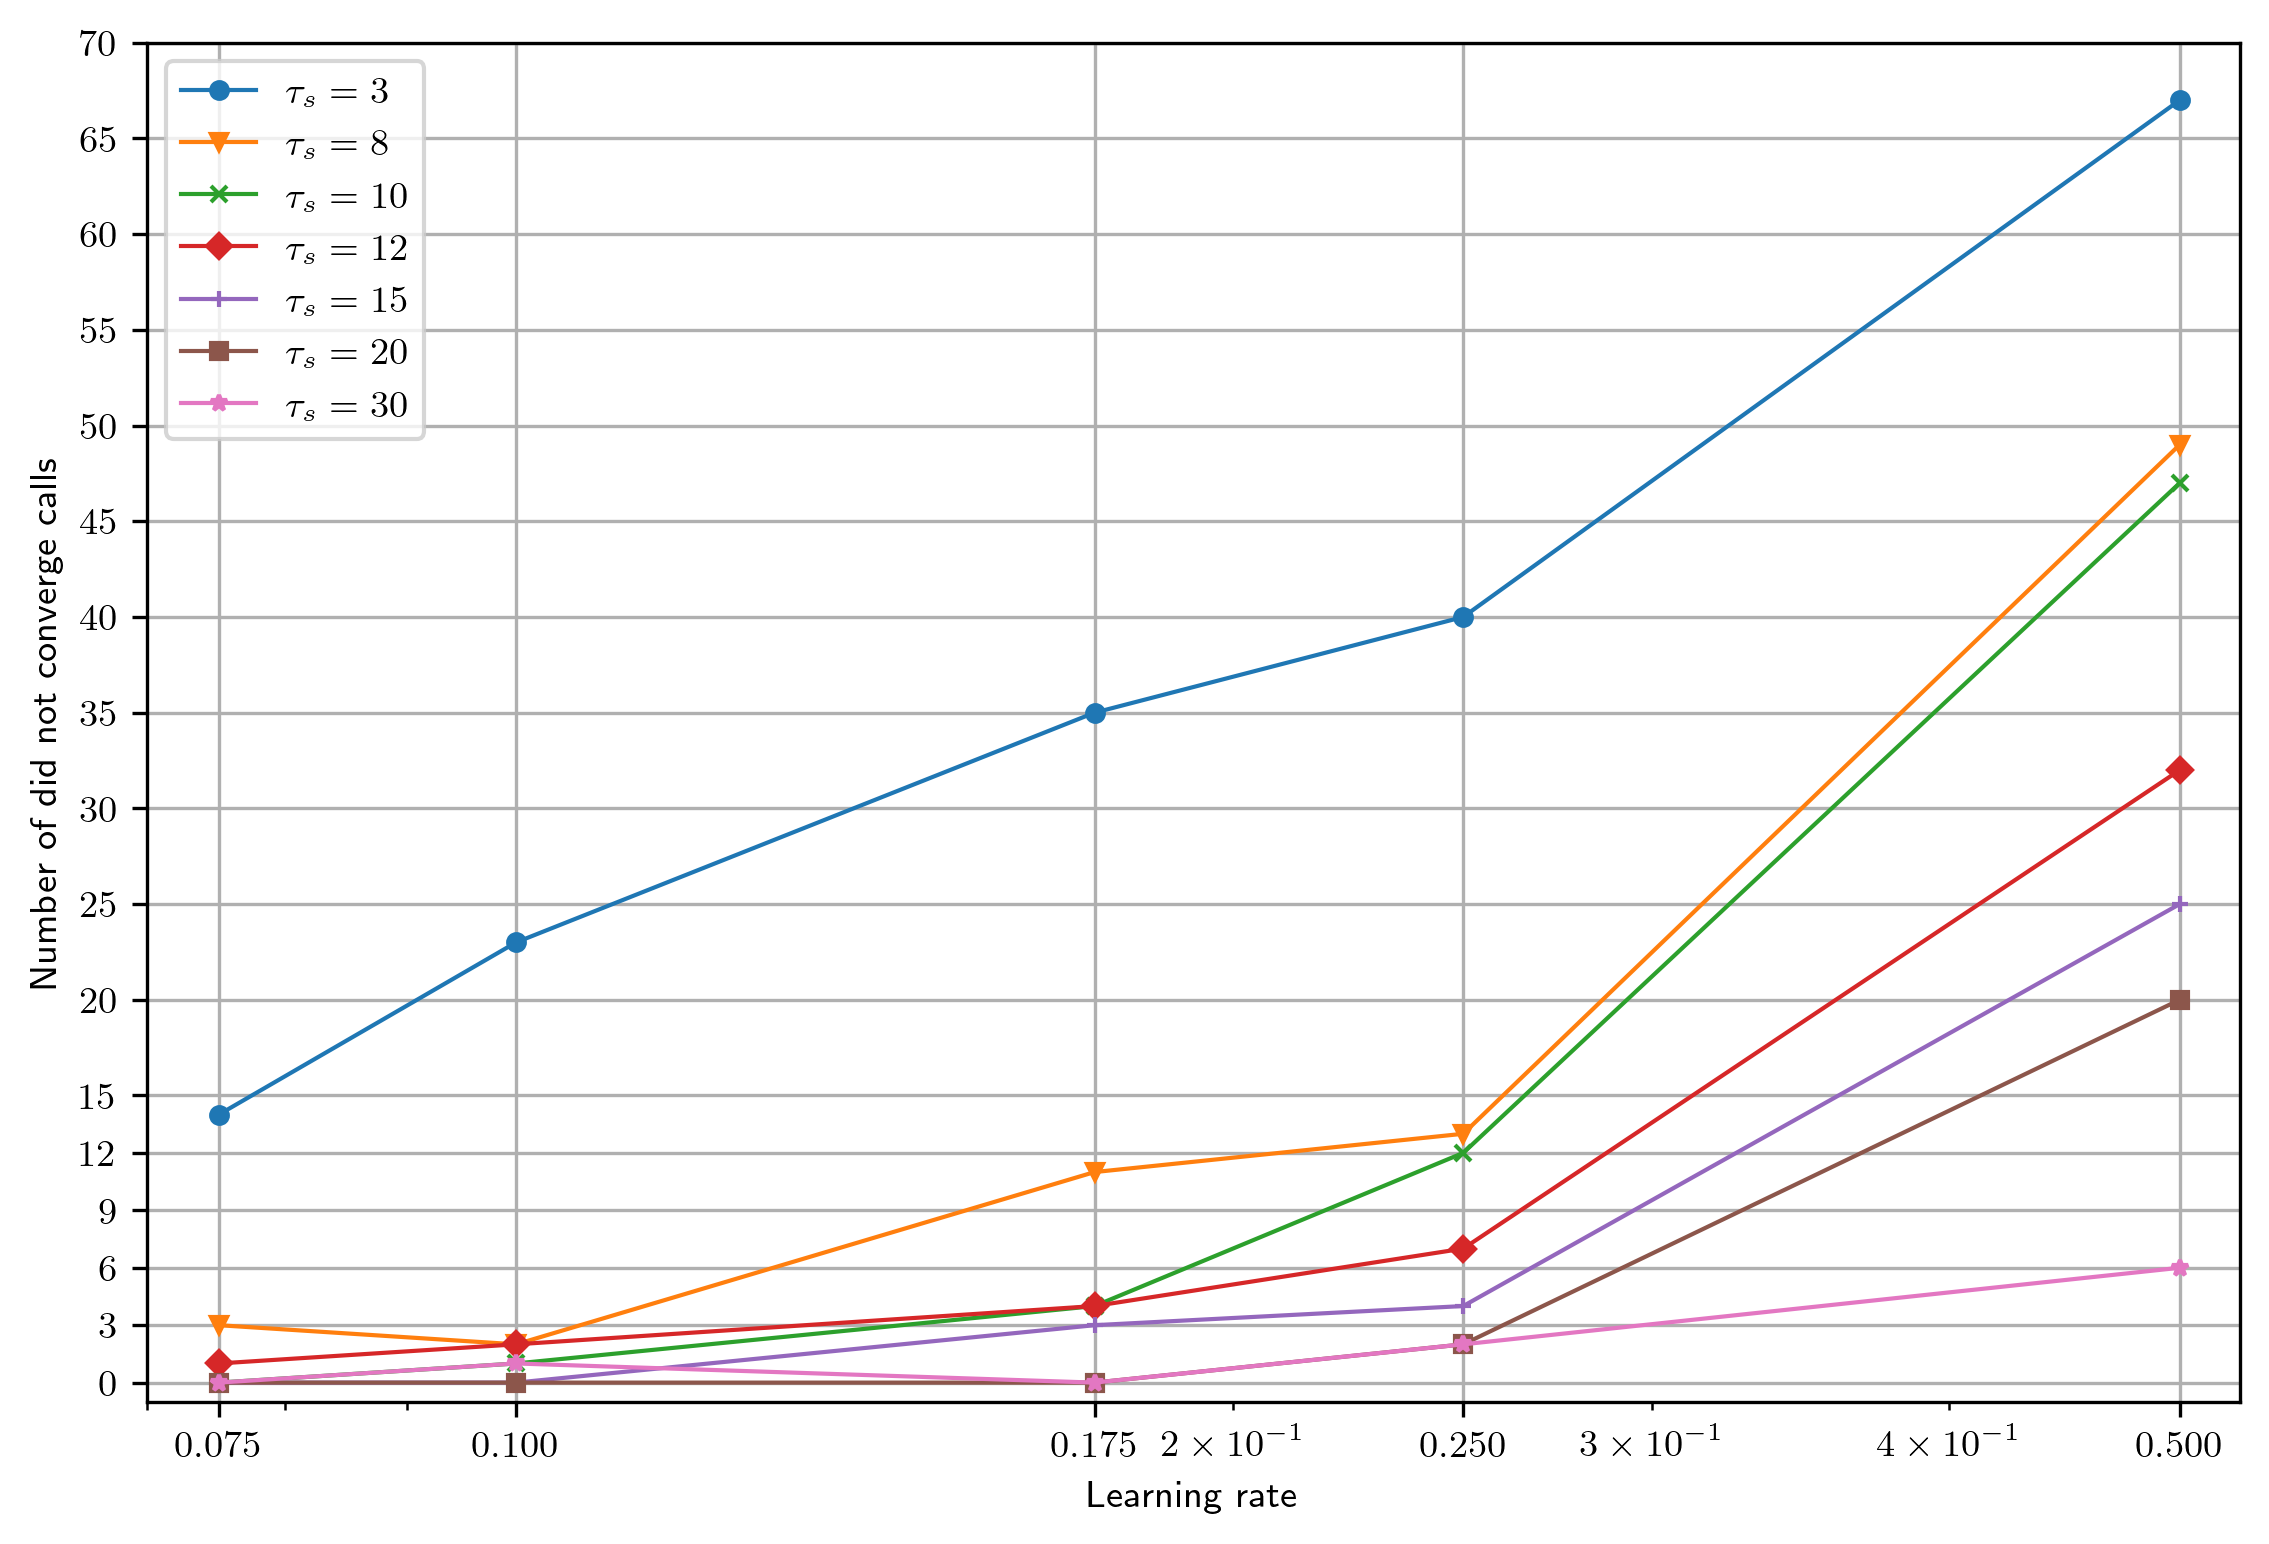 70
65
60
55
50
45
40
35
30
25
20
15
12
9
6
3
0
Number of did not converge calls
τₛ = 3
τₛ = 8
τₛ = 10
τₛ = 12
τₛ = 15
τₛ = 20
τₛ = 30
0.075 0.100 0.175 2 × 10⁻¹ 0.250 3 × 10⁻¹ 4 × 10⁻¹ 0.500
Learning rate